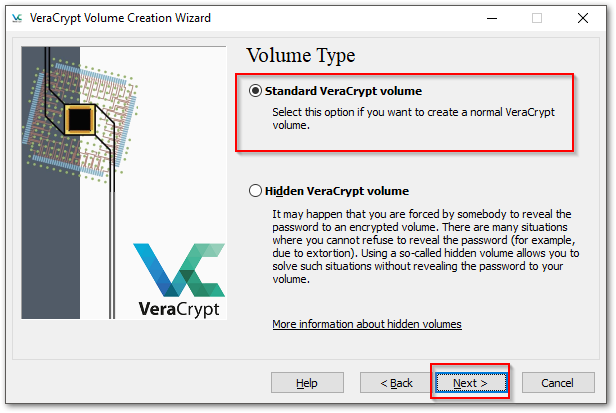 VeraCrypt Volume Creation Wizard
Volume Type
Standard VeraCrypt volume
Select this option if you want to create a normal VeraCrypt
volume.
Hidden VeraCrypt volume
It may happen that you are forced by somebody to reveal the
password to an encrypted volume. There are many situations
where you cannot refuse to reveal the password (for example,
due to extortion). Using a so-called hidden volume allows you to
solve such situations without revealing the password to your
volume.
VeraCrypt
More information about hidden volumes
Help
< Back
Next >
Cancel